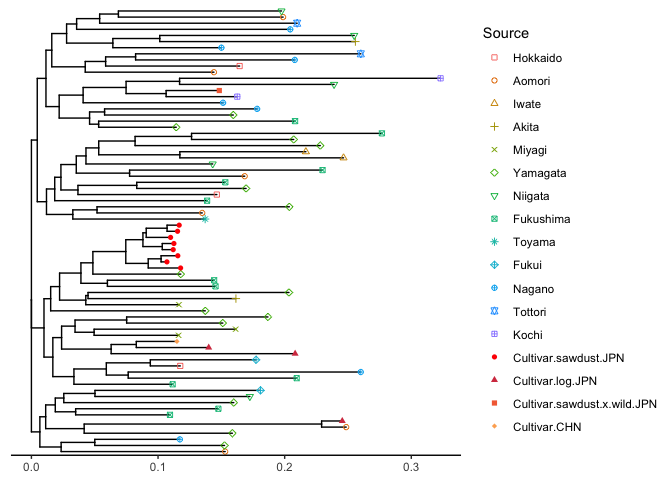 Source
Hokkaido
Aomori
Iwate
Akita
Miyagi
Yamagata
Niigata
Fukushima
Toyama
Fukui
Nagano
Tottori
Kochi
Cultivar.sawdust.JPN
Cultivar.log.JPN
Cultivar.sawdust.x.wild.JPN
Cultivar.CHN
0.0 0.1 0.2 0.3